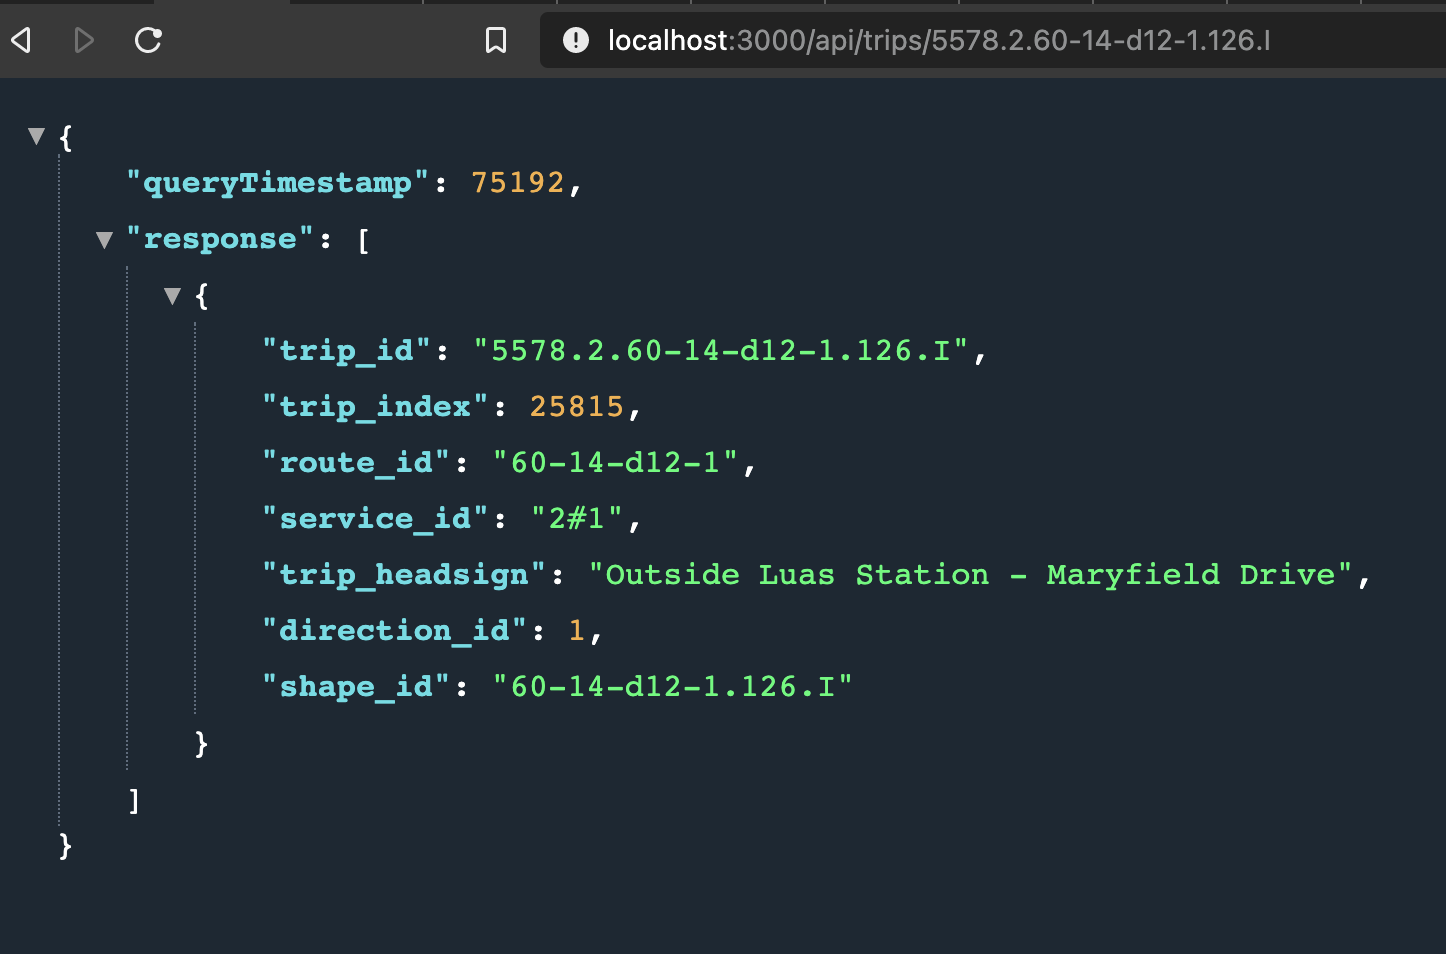 localhost:3000/api/trips/5578.2.60-14-d12-1.126.I
{
"queryTimestamp": 75192,
"response": [
{
"trip_id": "5578.2.60-14-d12-1.126.I",
"trip_index": 25815,
"route_id": "60-14-d12-1",
"service_id": "2#1",
"trip_headsign": "Outside Luas Station - Maryfield Drive",
"direction_id": 1,
"shape_id": "60-14-d12-1.126.I"
}
]
}